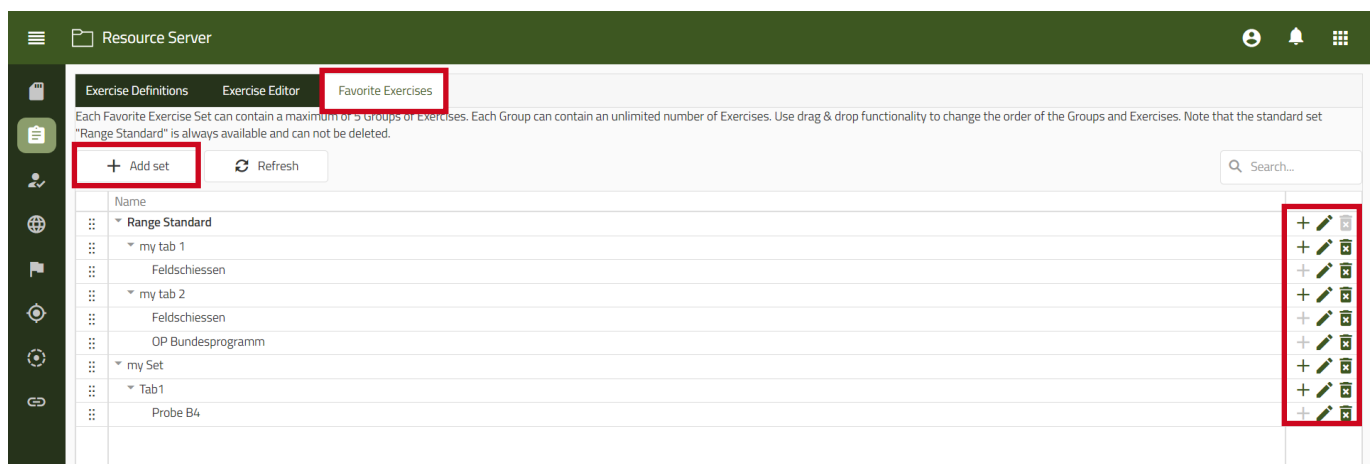 Resource Server
Exercise Definitions Exercise Editor Favorite Exercises
Each Favorite Exercise Set can contain a maximum of 5 Groups of Exercises. Each Group can contain an unlimited number of Exercises. Use drag & drop functionality to change the order of the Groups and Exercises. Note that the standard set
"Range Standard" is always available and can not be deleted.
+ Add set Refresh Search...
Name
Range Standard
my tab 1
Feldschiessen
my tab 2
Feldschiessen
OP Bundesprogramm
my Set
Tab1
Probe B4